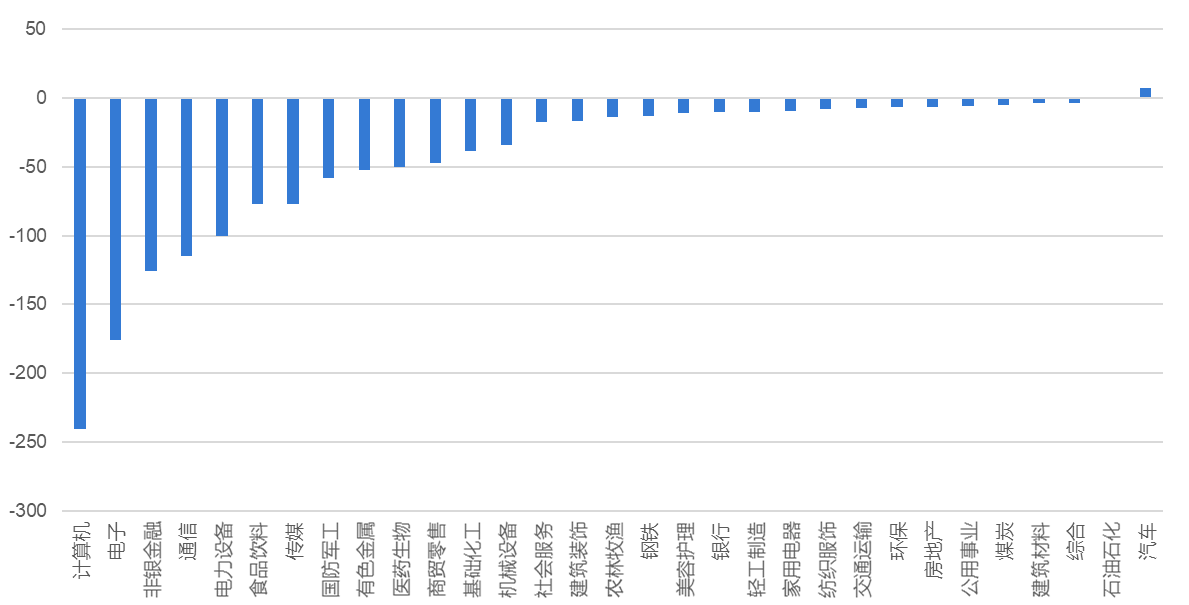 50
0
-50
-100
-150
-200
-250
-300
计算机
电子
非银金融
通信
电力设备
食品饮料
传媒
国防军工
有色金属
医药生物
商贸零售
基础化工
机械设备
社会服务
建筑装饰
农林牧渔
钢铁
美容护理
银行
轻工制造
家用电器
纺织服饰
交通运输
环保
房地产
公用事业
煤炭
建筑材料
综合
石油石化
汽车